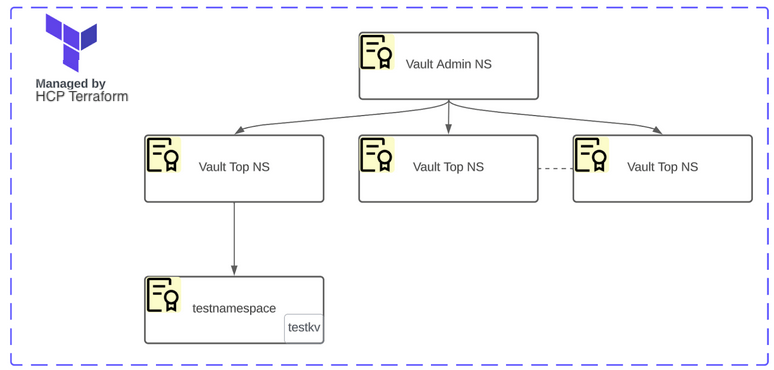 Managed by
HCP Terraform
Vault Admin NS
Vault Top NS
Vault Top NS
Vault Top NS
testnamespace
testkv